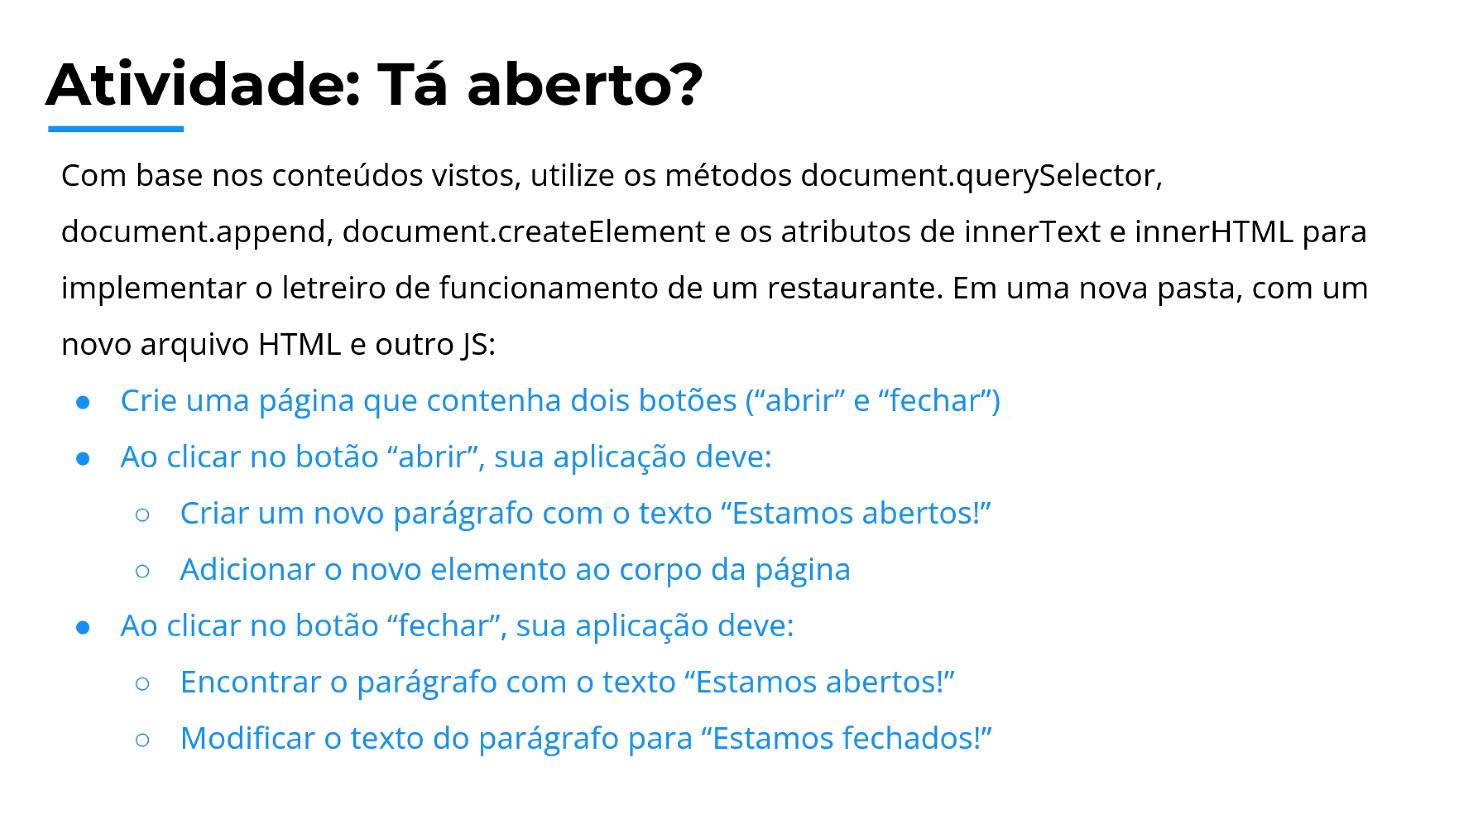 Atividade: Tá aberto?
Com base nos conteúdos vistos, utilize os métodos document.querySelector,
document.append, document.createElement e os atributos de innerText e innerHTML para
implementar o letreiro de funcionamento de um restaurante. Em uma nova pasta, com um
novo arquivo HTML e outro JS:
● Crie uma página que contenha dois botões (“abrir” e “fechar”)
● Ao clicar no botão “abrir”, sua aplicação deve:
○ Criar um novo parágrafo com o texto “Estamos abertos!”
○ Adicionar o novo elemento ao corpo da página
● Ao clicar no botão “fechar”, sua aplicação deve:
○ Encontrar o parágrafo com o texto “Estamos abertos!”
○ Modificar o texto do parágrafo para “Estamos fechados!”